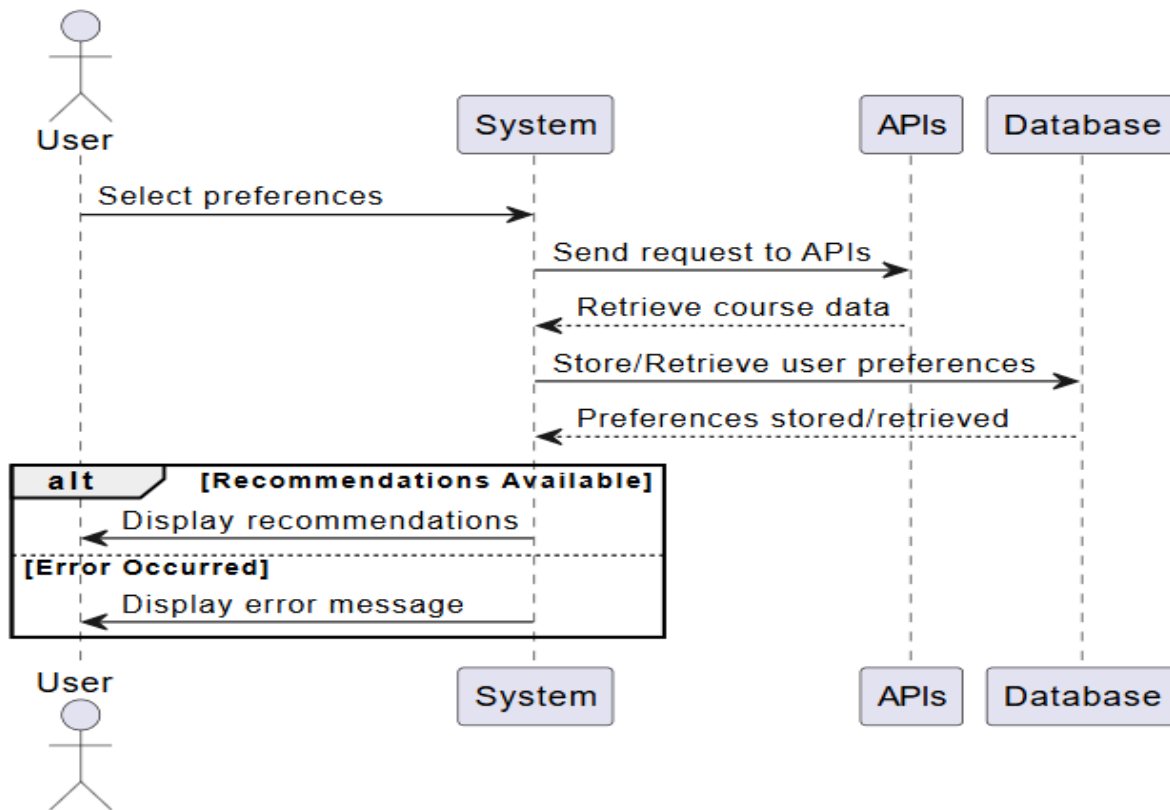 User
System
APIs
Database
Select preferences
Send request to APIs
Retrieve course data
Store/Retrieve user preferences
Preferences stored/retrieved
alt [Recommendations Available]
Display recommendations
[Error Occurred]
Display error message
User
System
APIs
Database